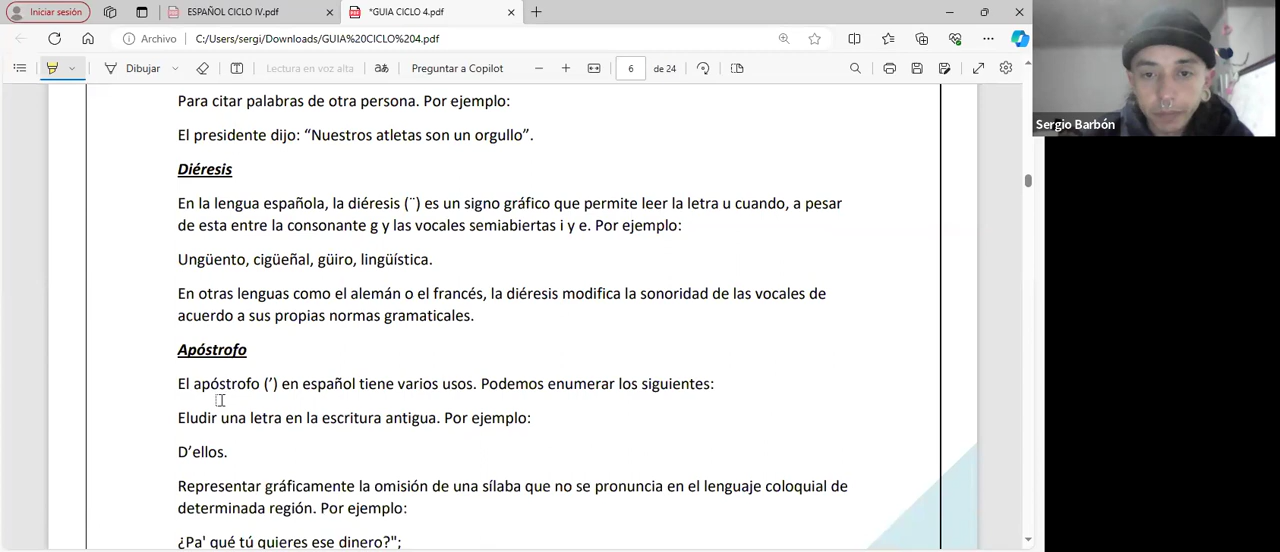 Iniciar sesión
ESPAÑOL CICLO IV.pdf
*GUIA CICLO 4.pdf
Archivo
C:/Users/sergi/Downloads/GUIA%20CICLO%204.pdf
Dibujar
Lectura en voz alta
aあ
Preguntar a Copilot
6
de 24
Sergio Barbón
Para citar palabras de otra persona. Por ejemplo:
El presidente dijo: “Nuestros atletas son un orgullo”.
Diéresis
En la lengua española, la diéresis (¨) es un signo gráfico que permite leer la letra u cuando, a pesar
de esta entre la consonante g y las vocales semiabiertas i y e. Por ejemplo:
Ungüento, cigüeñal, güiro, lingüística.
En otras lenguas como el alemán o el francés, la diéresis modifica la sonoridad de las vocales de
acuerdo a sus propias normas gramaticales.
Apóstrofo
El apóstrofo (’) en español tiene varios usos. Podemos enumerar los siguientes:
Eludir una letra en la escritura antigua. Por ejemplo:
D’ellos.
Representar gráficamente la omisión de una sílaba que no se pronuncia en el lenguaje coloquial de
determinada región. Por ejemplo:
¿Pa' qué tú quieres ese dinero?";